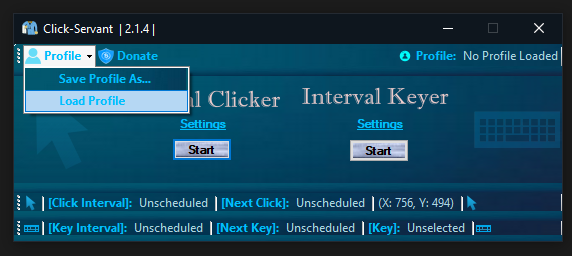 Click-Servant | 2.1.4 |
Profile Donate Profile: No Profile Loaded
Save Profile As...
Load Profile
al Clicker Interval Keyer
Settings Settings
Start Start
[Click Interval]: Unscheduled [Next Click]: Unscheduled (X: 756, Y: 494)
[Key Interval]: Unscheduled [Next Key]: Unscheduled [Key]: Unselected